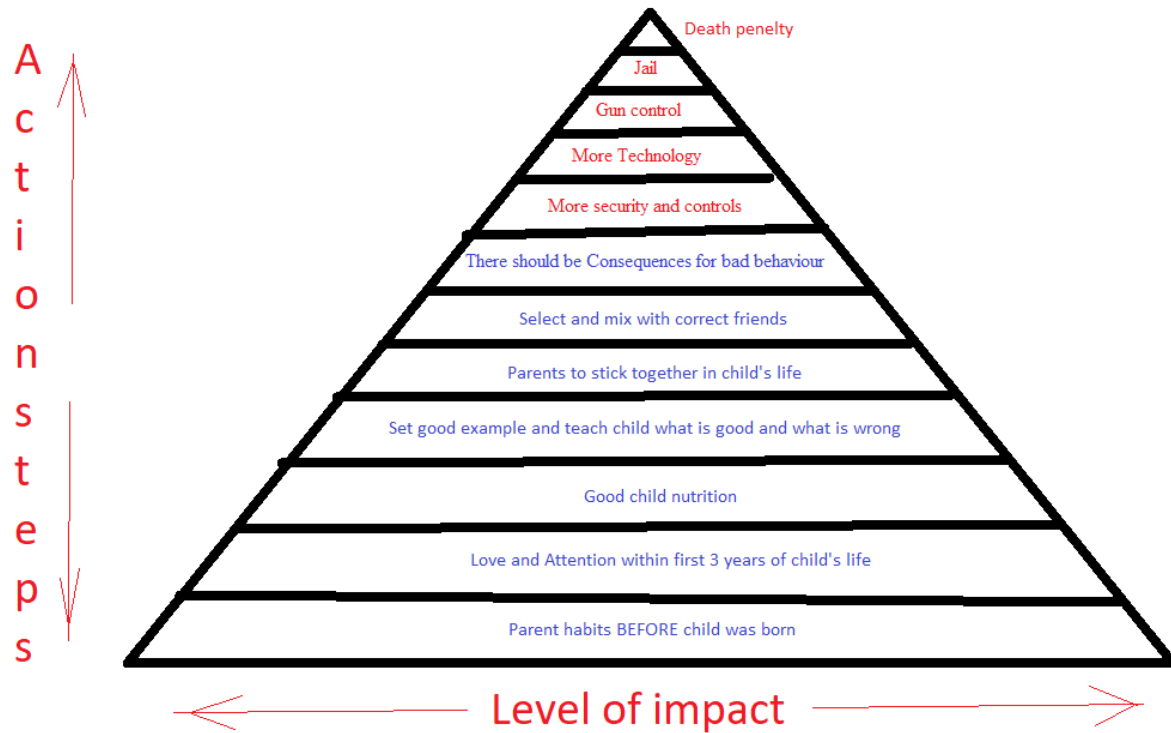 Death penelty
Jail
Gun control
More Technology
More security and controls
There should be Consequences for bad behaviour
Select and mix with correct friends
Parents to stick together in child's life
Set good example and teach child what is good and what is wrong
Good child nutrition
Love and Attention within first 3 years of child's life
Parent habits BEFORE child was born
Action steps
Level of impact